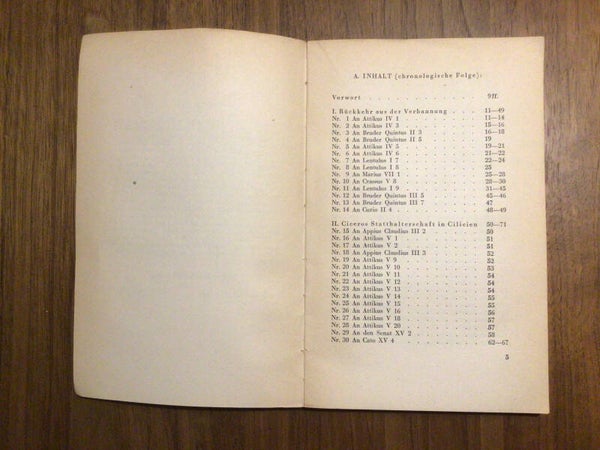 A. INHALT (chronologische Folge):
Vorwort . . . . . . . . . . . 9ff.
I. Rückkehr aus der Verbannung . . . . 11—49
Nr. 1 An Attikus IV 1 . . . . . . . 11—14
Nr. 2 An Attikus IV 3 . . . . . . . 15—16
Nr. 3 An Bruder Quintus II 3 . . . . . 16—18
Nr. 4 An Bruder Quintus II 5 . . . . . 19
Nr. 5 An Attikus IV 5 . . . . . . . 19—21
Nr. 6 An Attikus IV 6 . . . . . . . 21—22
Nr. 7 An Lentulus I 7 . . . . . . . 22—24
Nr. 8 An Lentulus I 8 . . . . . . . 25
Nr. 9 An Marius VII 1 . . . . . . . 25—28
Nr. 10 An Crassus V 8 . . . . . . . 28—30
Nr. 11 An Lentulus I 9 . . . . . . . 31—45
Nr. 12 An Bruder Quintus III 5 . . . . . 45—46
Nr. 13 An Bruder Quintus III 7 . . . . . 47
Nr. 14 An Curio II 4 . . . . . . . . 48—49
II. Ciceros Statthalterschaft in Cilicien 50—71
Nr. 15 An Appius Claudius III 2 . . . . . 50
Nr. 16 An Attikus V 1 . . . . . . . 51
Nr. 17 An Attikus V 2 . . . . . . . 51
Nr. 18 An Appius Claudius III 3 . . . . . 52
Nr. 19 An Attikus V 9 . . . . . . . 52
Nr. 20 An Attikus V 10 . . . . . . . 53
Nr. 21 An Attikus V 11 . . . . . . . 54
Nr. 22 An Attikus V 12 . . . . . . . 54
Nr. 23 An Attikus V 13 . . . . . . . 54
Nr. 24 An Attikus V 14 . . . . . . . 55
Nr. 25 An Attikus V 15 . . . . . . . 55
Nr. 26 An Attikus V 16 . . . . . . . 56
Nr. 27 An Attikus V 18 . . . . . . . 57
Nr. 28 An Attikus V 20 . . . . . . . 57
Nr. 29 An den Senat XV 2 . . . . . . 58
Nr. 30 An Cato XV 4 . . . . . . . . 62—67
5